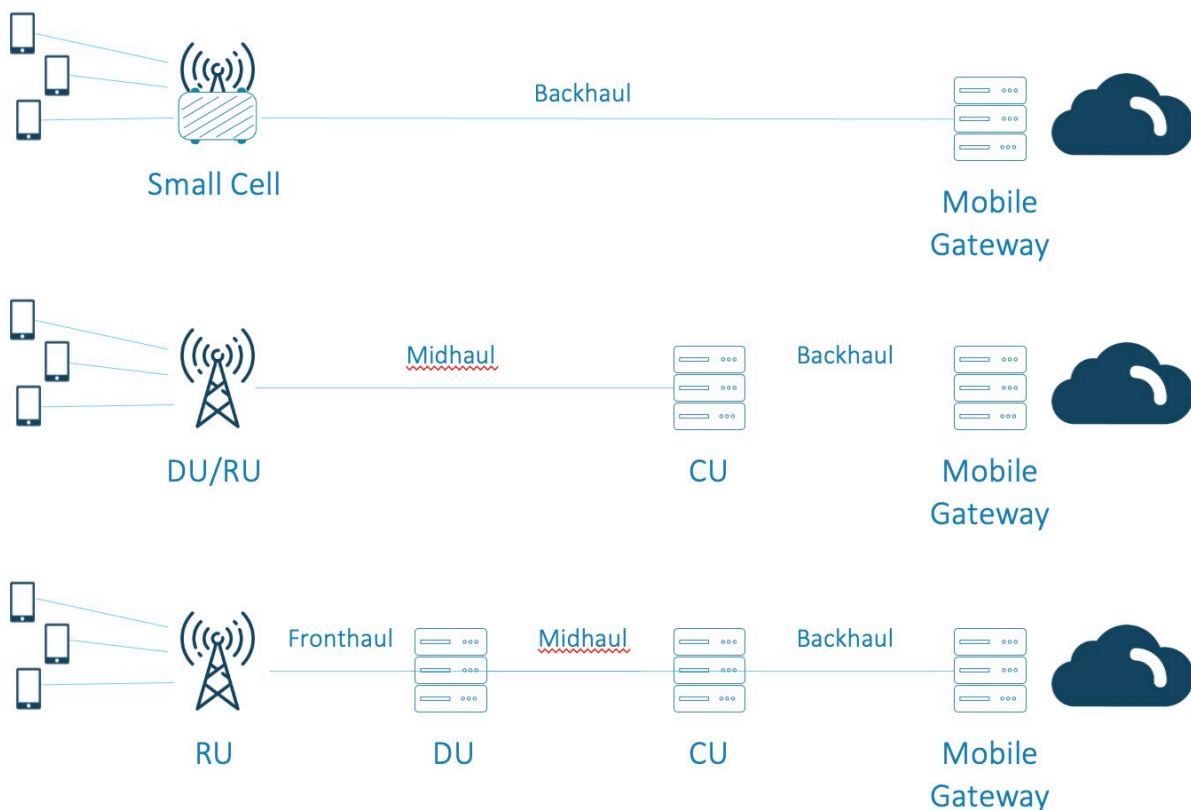 Backhaul
Small Cell
Mobile
Gateway
Midhaul
Backhaul
DU/RU
CU
Mobile
Gateway
Fronthaul
Midhaul
Backhaul
RU
DU
CU
Mobile
Gateway